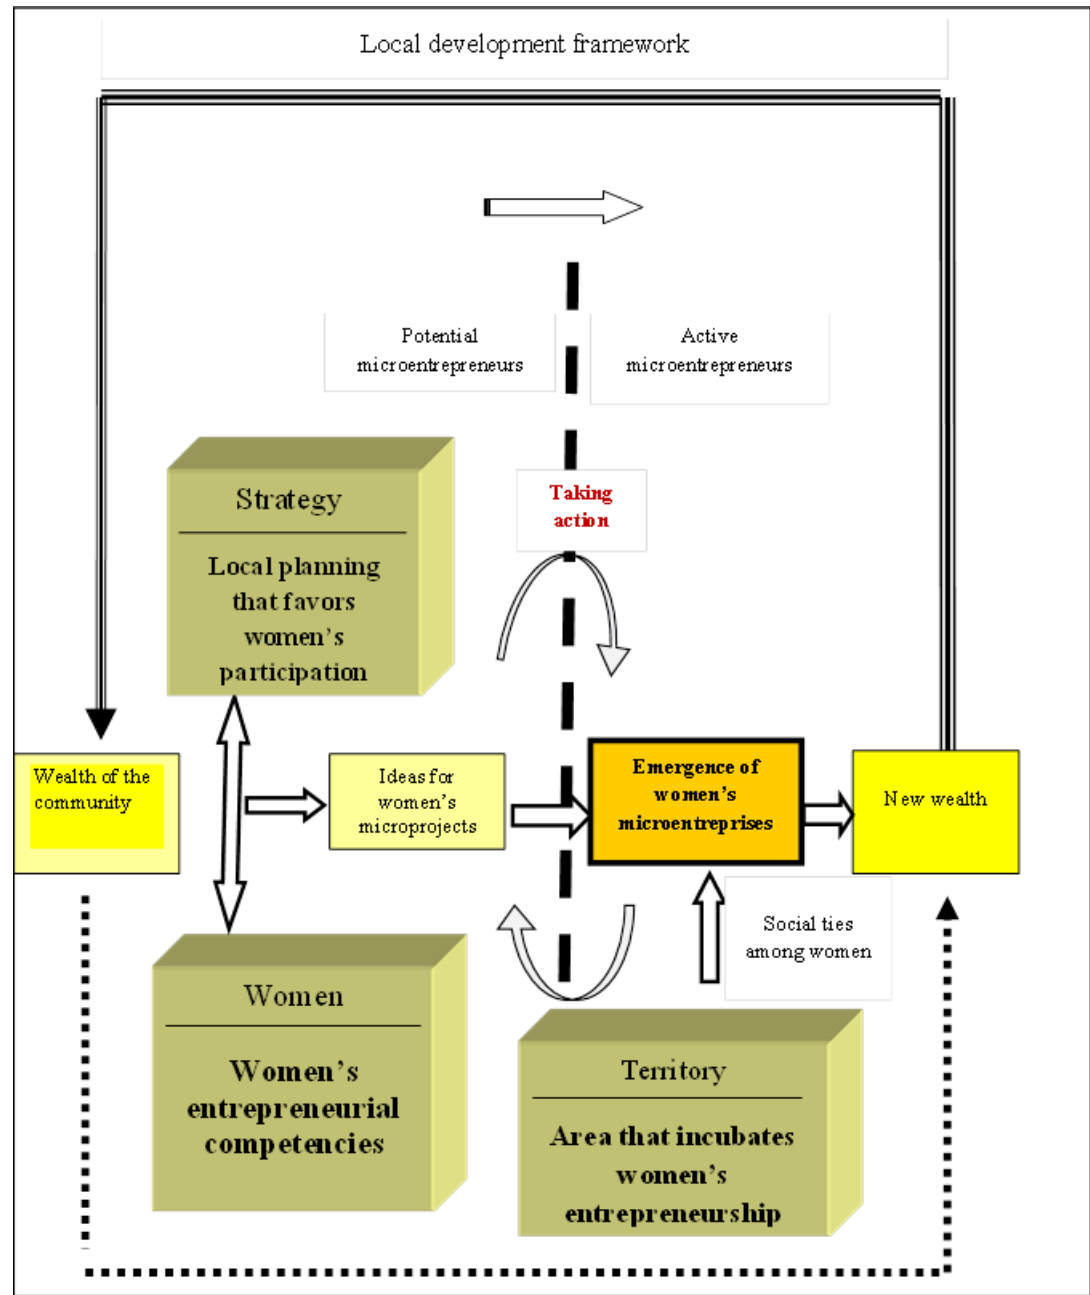 Local development framework
Potential
microentrepreneurs
Active
microentrepreneurs
Strategy
Local planning
that favors
women's
participation
Taking
action
Wealth of the
community
Ideas for
women's
microprojects
Emergence of
women's
microentreprises
New wealth
Social ties
among women
Women
Women's
entrepreneurial
competencies
Territory
Area that incubates
women's
entrepreneurship